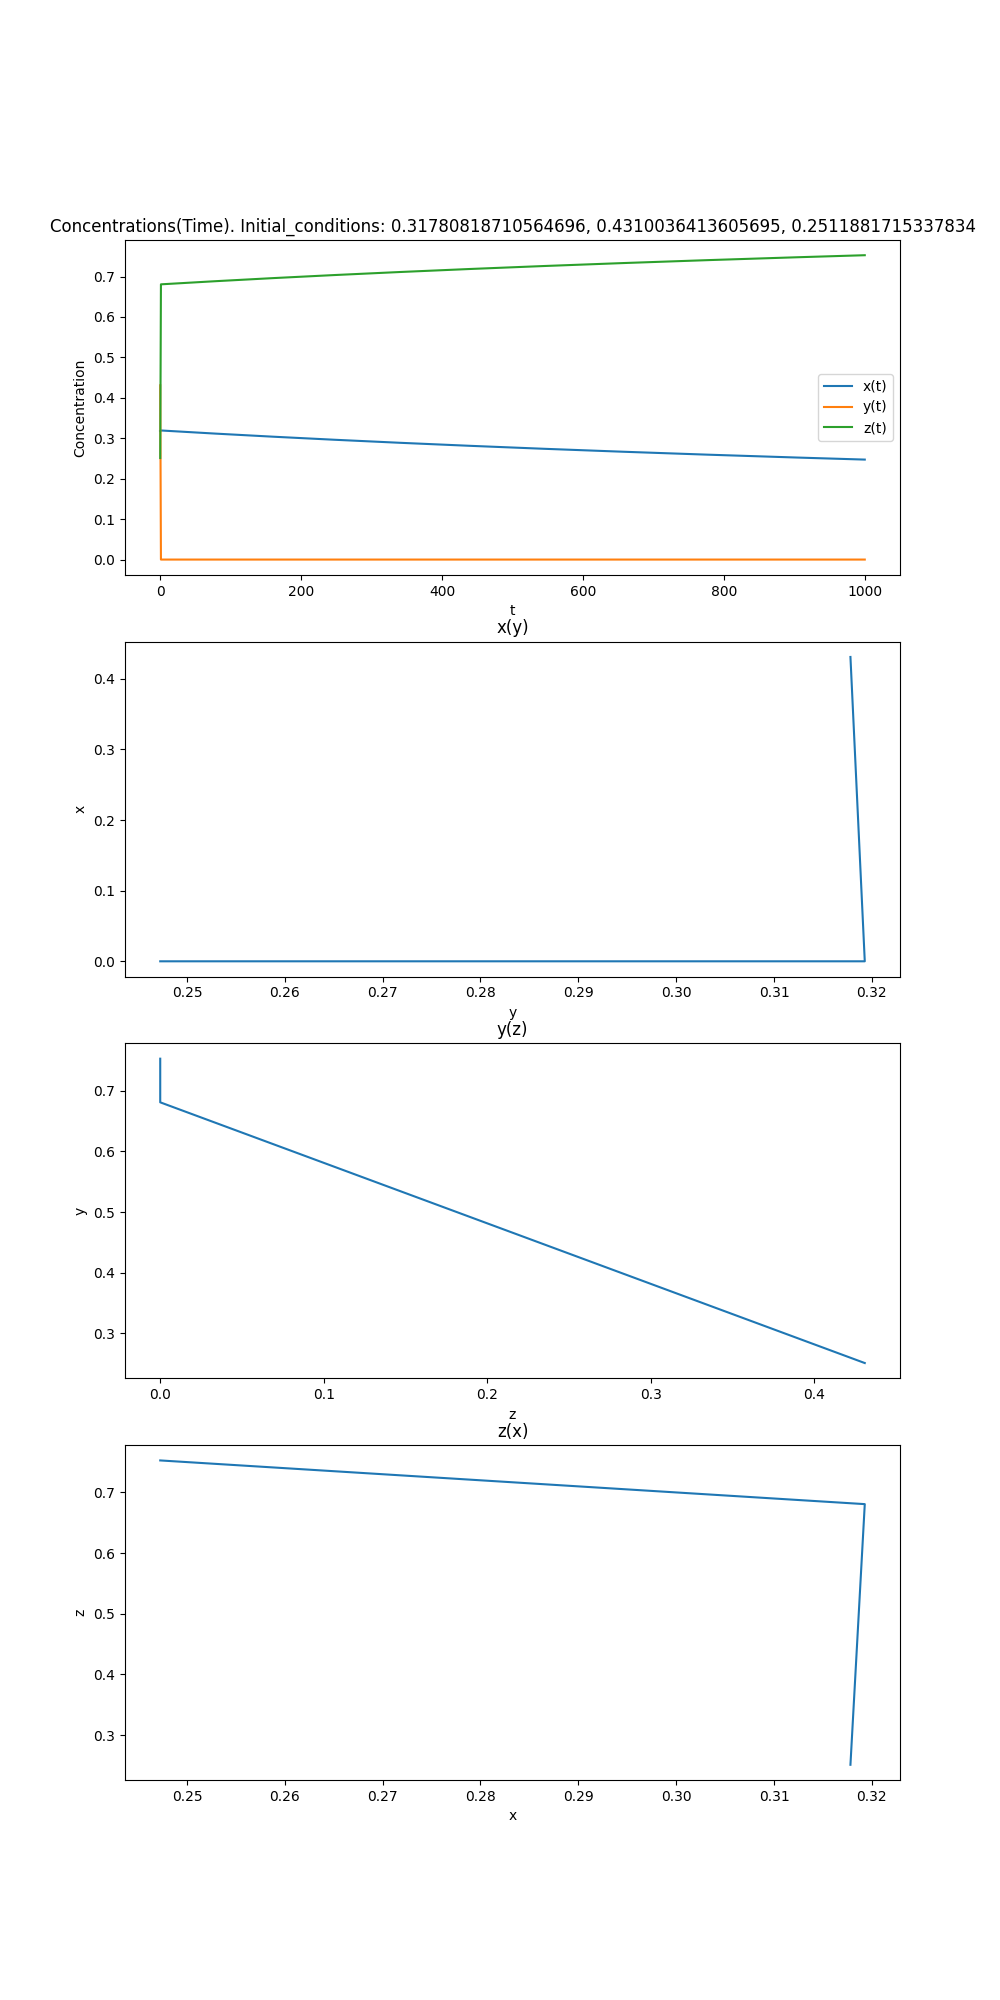 Concentrations(Time). Initial_conditions: 0.31780818710564696, 0.4310036413605695, 0.2511881715337834
0.7
0.6
0.5
0.4
0.3
0.2
0.1
0.0
Concentration
x(t)
y(t)
z(t)
0 200 400 600 800 1000
t
x(y)
0.4
0.3
0.2
0.1
0.0
x
0.25 0.26 0.27 0.28 0.29 0.30 0.31 0.32
y
y(z)
0.7
0.6
0.5
0.4
0.3
y
0.0 0.1 0.2 0.3 0.4
z
z(x)
0.7
0.6
0.5
0.4
0.3
z
0.25 0.26 0.27 0.28 0.29 0.30 0.31 0.32
x